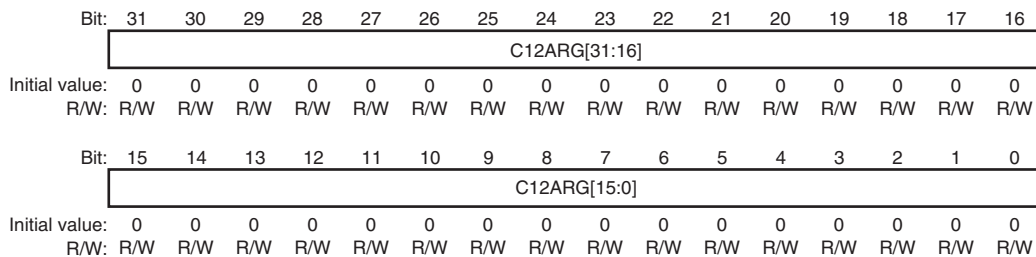 Bit: 31 30 29 28 27 26 25 24 23 22 21 20 19 18 17 16
C12ARG[31:16]
Initial value: 0 0 0 0 0 0 0 0 0 0 0 0 0 0 0 0
R/W: R/W R/W R/W R/W R/W R/W R/W R/W R/W R/W R/W R/W R/W R/W R/W R/W
Bit: 15 14 13 12 11 10 9 8 7 6 5 4 3 2 1 0
C12ARG[15:0]
Initial value: 0 0 0 0 0 0 0 0 0 0 0 0 0 0 0 0
R/W: R/W R/W R/W R/W R/W R/W R/W R/W R/W R/W R/W R/W R/W R/W R/W R/W